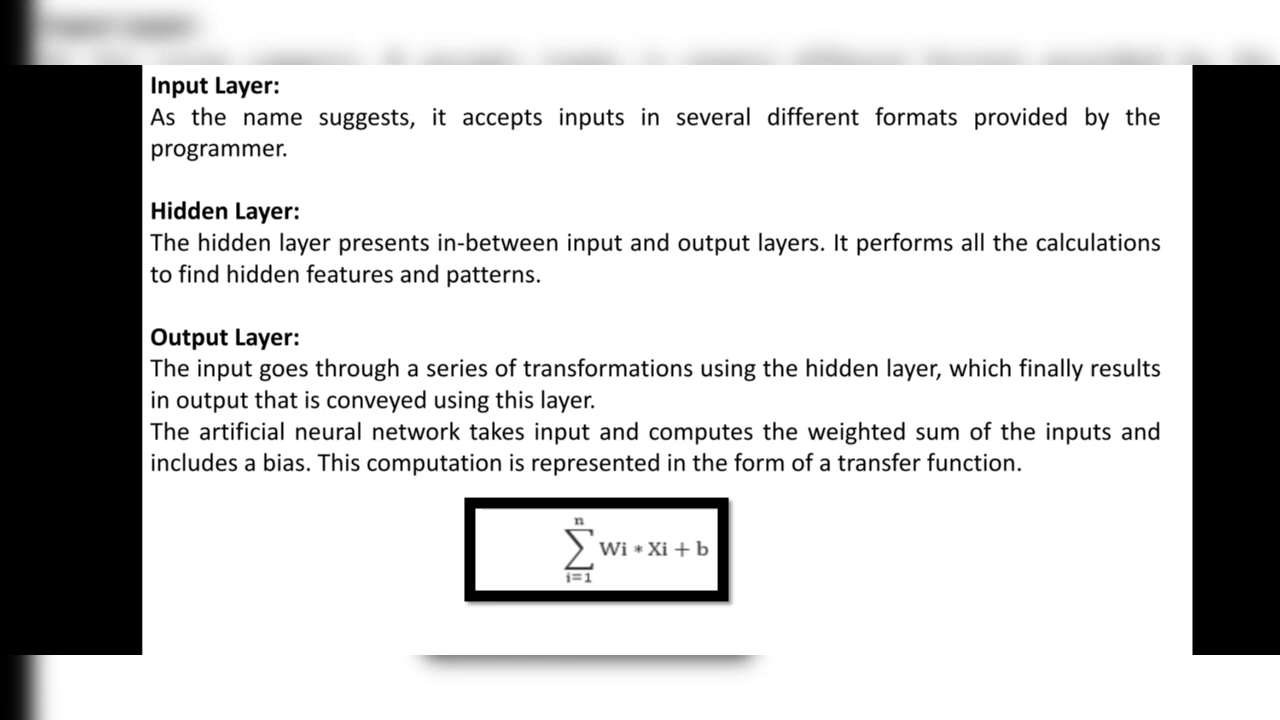 Input Layer:
As the name suggests, it accepts inputs in several different formats provided by the
programmer.
Hidden Layer:
The hidden layer presents in-between input and output layers. It performs all the calculations
to find hidden features and patterns.
Output Layer:
The input goes through a series of transformations using the hidden layer, which finally results
in output that is conveyed using this layer.
The artificial neural network takes input and computes the weighted sum of the inputs and
includes a bias. This computation is represented in the form of a transfer function.
n
∑ Wi * Xi + b
i=1